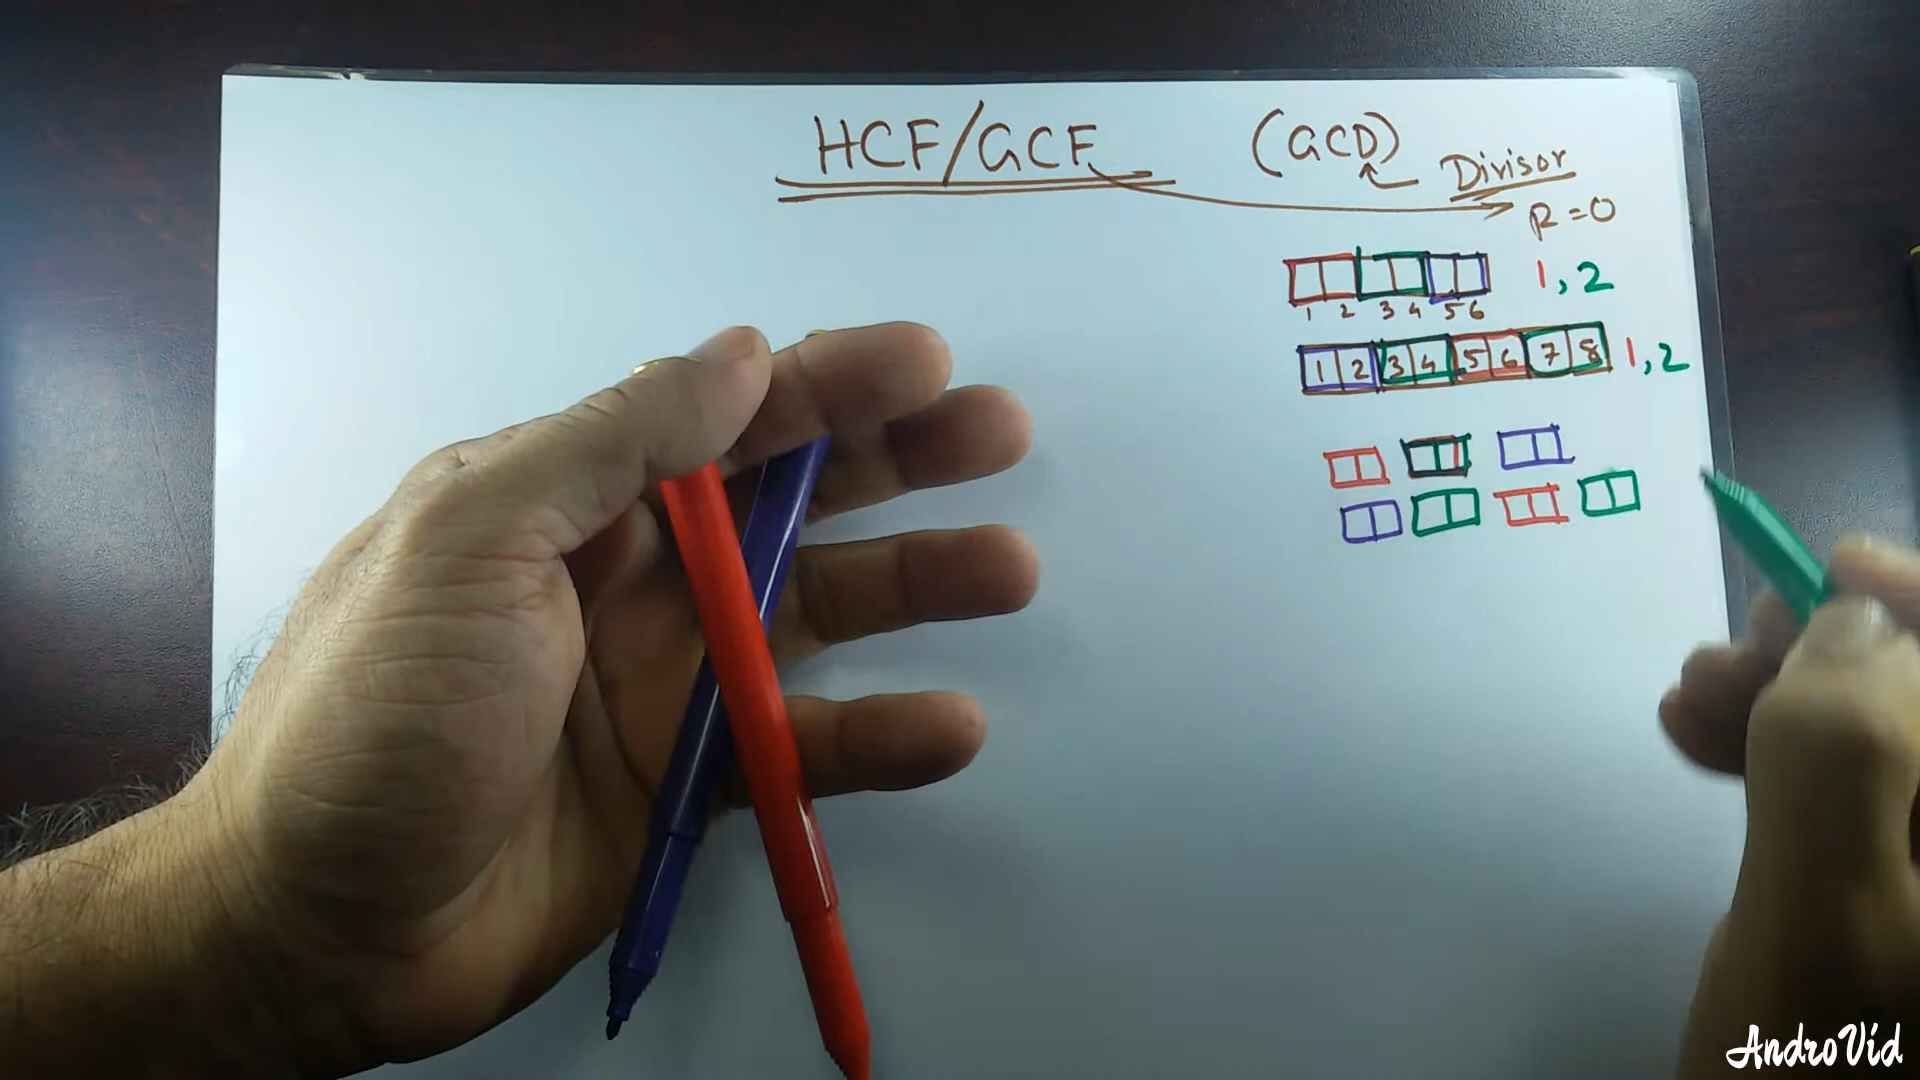 HCF/GCF (GCD)
Divisor
R=0
1, 2
1 2 3 4 5 6
1 2 3 4 5 6 7 8 1, 2
AndroVid